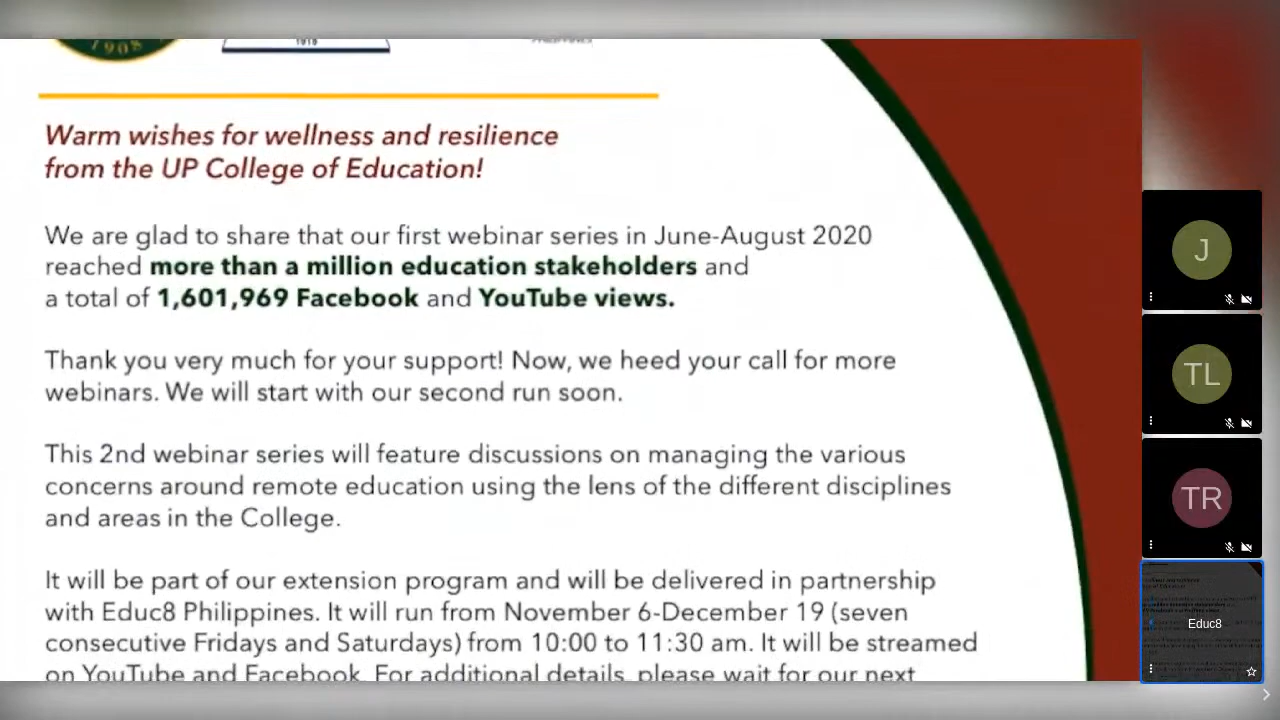 1908
1918
PHILIPPINES
Warm wishes for wellness and resilience
from the UP College of Education!
We are glad to share that our first webinar series in June-August 2020
reached more than a million education stakeholders and
a total of 1,601,969 Facebook and YouTube views.
Thank you very much for your support! Now, we heed your call for more
webinars. We will start with our second run soon.
This 2nd webinar series will feature discussions on managing the various
concerns around remote education using the lens of the different disciplines
and areas in the College.
It will be part of our extension program and will be delivered in partnership
with Educ8 Philippines. It will run from November 6-December 19 (seven
consecutive Fridays and Saturdays) from 10:00 to 11:30 am. It will be streamed
on YouTube and Facebook. For additional details, please wait for our next
J
TL
TR
Educ8